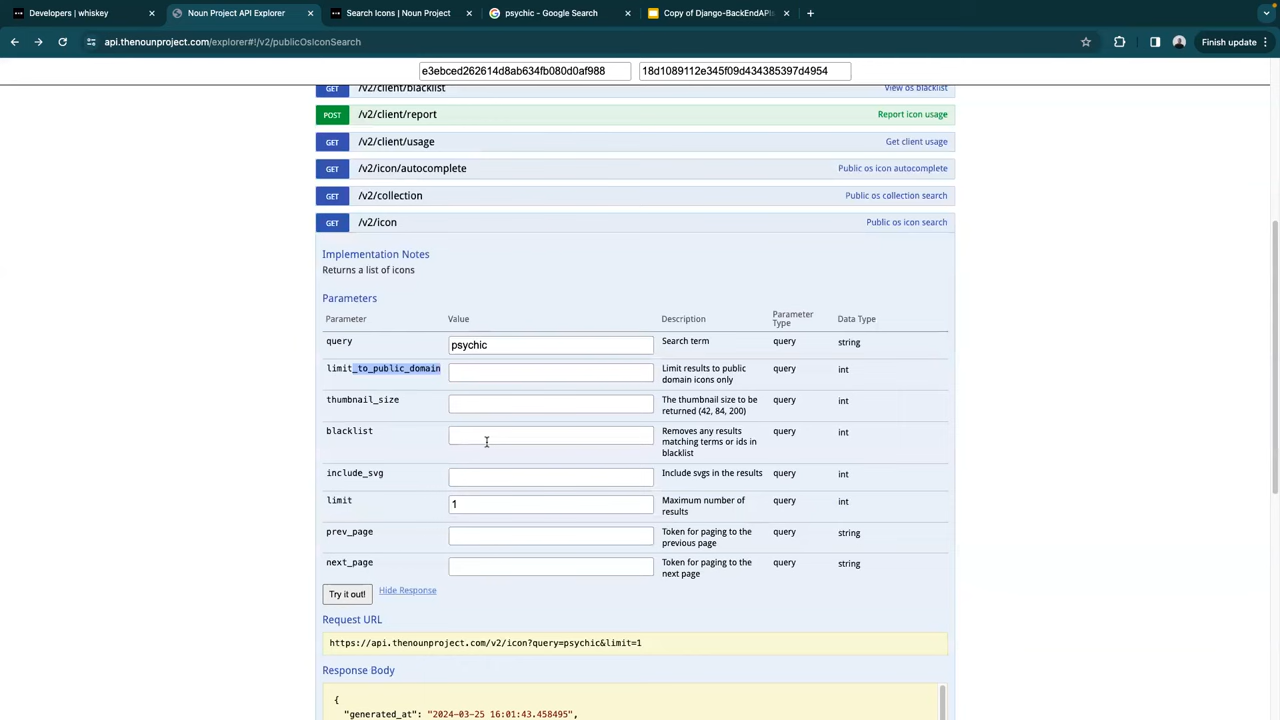 Developers | whiskey
Noun Project API Explorer
Search Icons | Noun Project
psychic - Google Search
Copy of Django-BackEndAPIs
api.thenounproject.com/explorer#!/v2/publicOsIconSearch
Finish update
e3ebced262614d8ab634fb080d0af988 18d1089112e345f09d434385397d4954
GET /v2/client/blacklist View os blacklist
POST /v2/client/report Report icon usage
GET /v2/client/usage Get client usage
GET /v2/icon/autocomplete Public os icon autocomplete
GET /v2/collection Public os collection search
GET /v2/icon Public os icon search
Implementation Notes
Returns a list of icons
Parameters
Parameter Value Description Parameter Type Data Type
query psychic Search term query string
limit_to_public_domain Limit results to public domain icons only query int
thumbnail_size The thumbnail size to be returned (42, 84, 200) query int
blacklist Removes any results matching terms or ids in blacklist query int
include_svg Include svgs in the results query int
limit 1 Maximum number of results query int
prev_page Token for paging to the previous page query string
next_page Token for paging to the next page query string
Try it out! Hide Response
Request URL
https://api.thenounproject.com/v2/icon?query=psychic&limit=1
Response Body
{
"generated_at": "2024-03-25 16:01:43.458495",